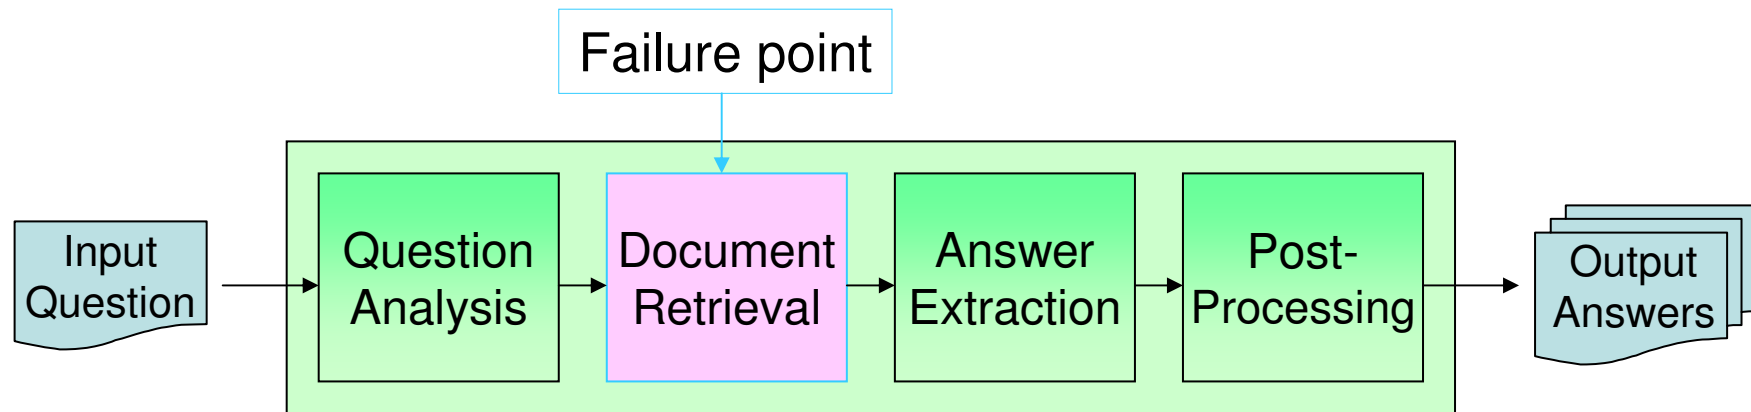 Failure point
Input
Question
Question
Analysis
Document
Retrieval
Answer
Extraction
Post-
Processing
Output
Answers